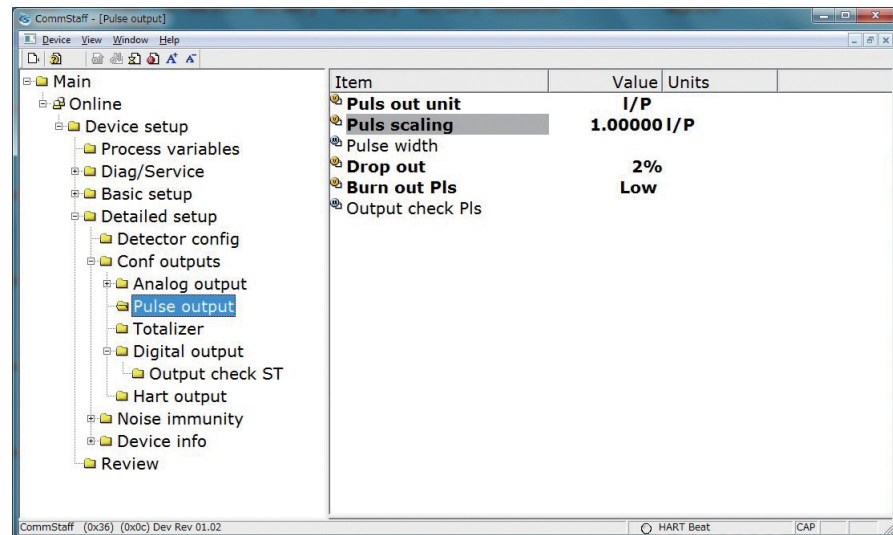 CommStaff - [Pulse output]
Device View Window Help
Main
Online
Device setup
Process variables
Diag/Service
Basic setup
Detailed setup
Detector config
Conf outputs
Analog output
Pulse output
Totalizer
Digital output
Output check ST
Hart output
Noise immunity
Device info
Review
Item Value Units
Puls out unit l/P
Puls scaling 1.00000 l/P
Pulse width
Drop out 2%
Burn out Pls Low
Output check Pls
CommStaff (0x36) (0x0c) Dev Rev 01.02 HART Beat CAP